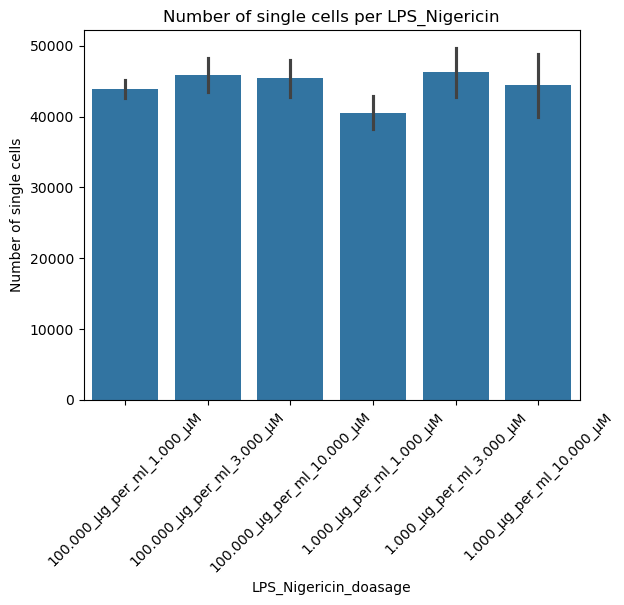 Number of single cells per LPS_Nigericin
Number of single cells
50000
40000
30000
20000
10000
0
100.000_µg_per_ml_1.000_µM
100.000_µg_per_ml_3.000_µM
100.000_µg_per_ml_10.000_µM
1.000_µg_per_ml_1.000_µM
1.000_µg_per_ml_3.000_µM
1.000_µg_per_ml_10.000_µM
LPS_Nigericin_doasage